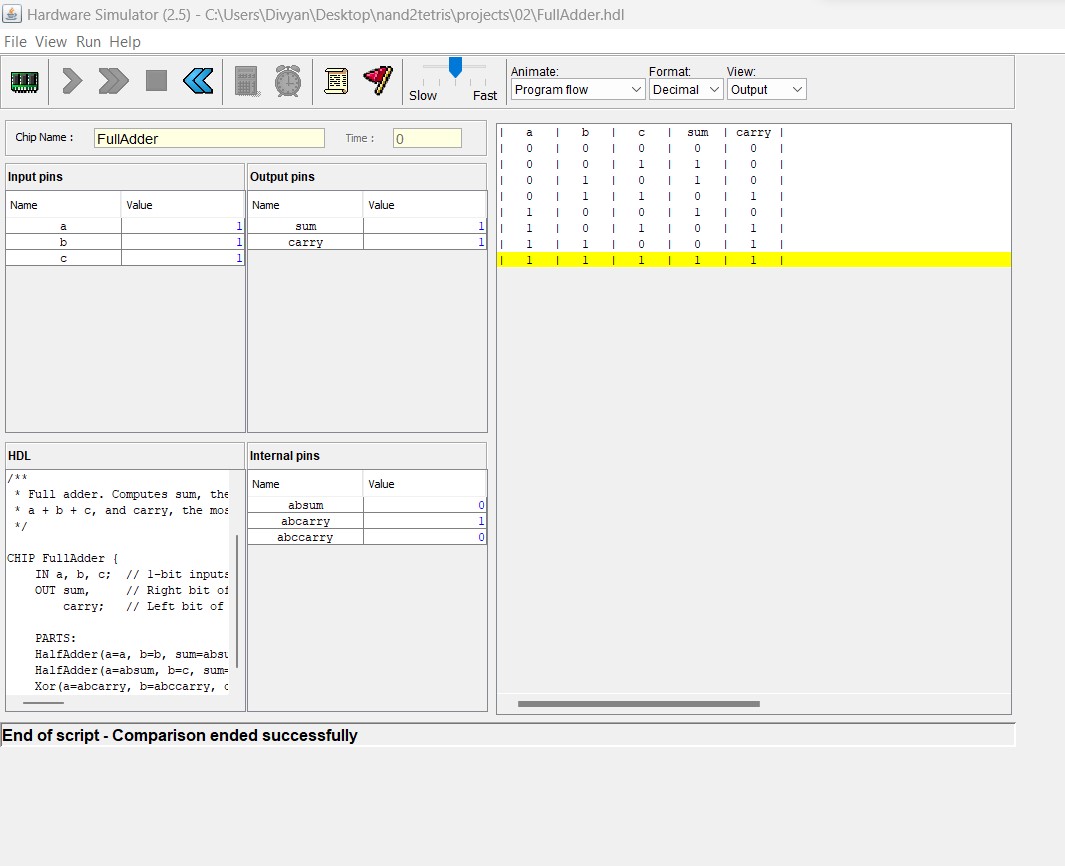 Hardware Simulator (2.5) - C:\Users\Divyan\Desktop\nand2tetris\projects\02\FullAdder.hdl
File View Run Help
Slow Fast
Animate: Format: View:
Program flow Decimal Output
Chip Name : FullAdder Time : 0
Input pins
Name Value
a 1
b 1
c 1
Output pins
Name Value
sum 1
carry 1
| a | b | c | sum | carry |
| 0 | 0 | 0 | 0 | 0 |
| 0 | 0 | 1 | 1 | 0 |
| 0 | 1 | 0 | 1 | 0 |
| 0 | 1 | 1 | 0 | 1 |
| 1 | 0 | 0 | 1 | 0 |
| 1 | 0 | 1 | 0 | 1 |
| 1 | 1 | 0 | 0 | 1 |
| 1 | 1 | 1 | 1 | 1 |
HDL
/**
* Full adder. Computes sum, the
* a + b + c, and carry, the mos
*/
CHIP FullAdder {
IN a, b, c; // 1-bit inputs
OUT sum, // Right bit of
carry; // Left bit of
PARTS:
HalfAdder(a=a, b=b, sum=absu
HalfAdder(a=absum, b=c, sum=
Xor(a=abcarry, b=abccarry, o
Internal pins
Name Value
absum 0
abcarry 1
abccarry 0
End of script - Comparison ended successfully